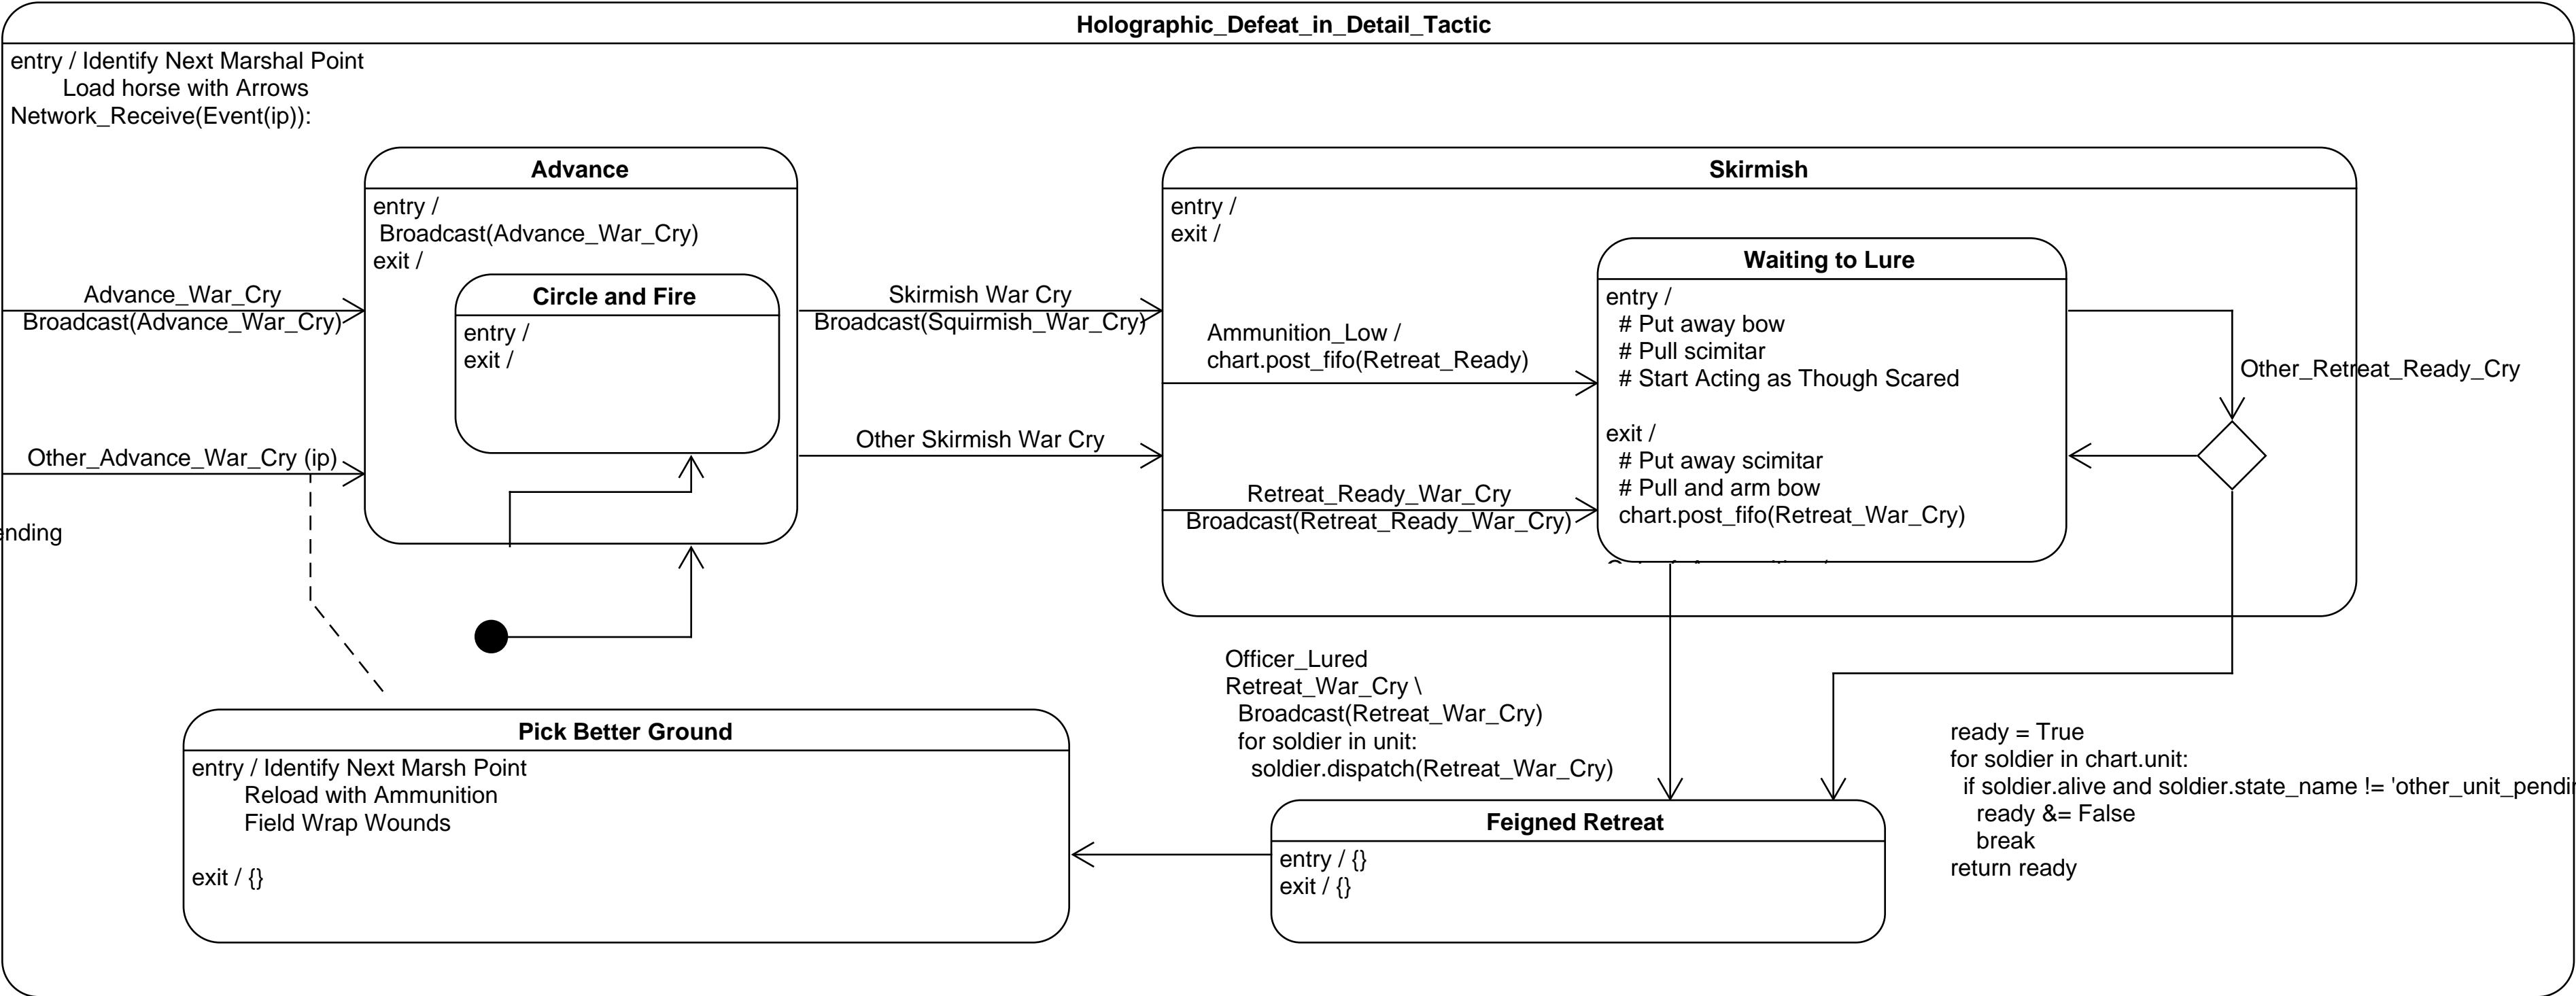 Holographic_Defeat_in_Detail_Tactic
entry / Identify Next Marshal Point
Load horse with Arrows
Network_Receive(Event(ip)):
Advance
entry /
Broadcast(Advance_War_Cry)
exit /
Circle and Fire
entry /
exit /
Advance_War_Cry
Broadcast(Advance_War_Cry)
Other_Advance_War_Cry (ip)
ending
Skirmish War Cry
Broadcast(Squirmish_War_Cry)
Other Skirmish War Cry
Skirmish
entry /
exit /
Ammunition_Low /
chart.post_fifo(Retreat_Ready)
Retreat_Ready_War_Cry
Broadcast(Retreat_Ready_War_Cry)
Waiting to Lure
entry /
# Put away bow
# Pull scimitar
# Start Acting as Though Scared
exit /
# Put away scimitar
# Pull and arm bow
chart.post_fifo(Retreat_War_Cry)
Other_Retreat_Ready_Cry
Officer_Lured
Retreat_War_Cry \
Broadcast(Retreat_War_Cry)
for soldier in unit:
soldier.dispatch(Retreat_War_Cry)
ready = True
for soldier in chart.unit:
if soldier.alive and soldier.state_name != 'other_unit_pendin
ready &= False
break
return ready
Pick Better Ground
entry / Identify Next Marsh Point
Reload with Ammunition
Field Wrap Wounds
exit / {}
Feigned Retreat
entry / {}
exit / {}